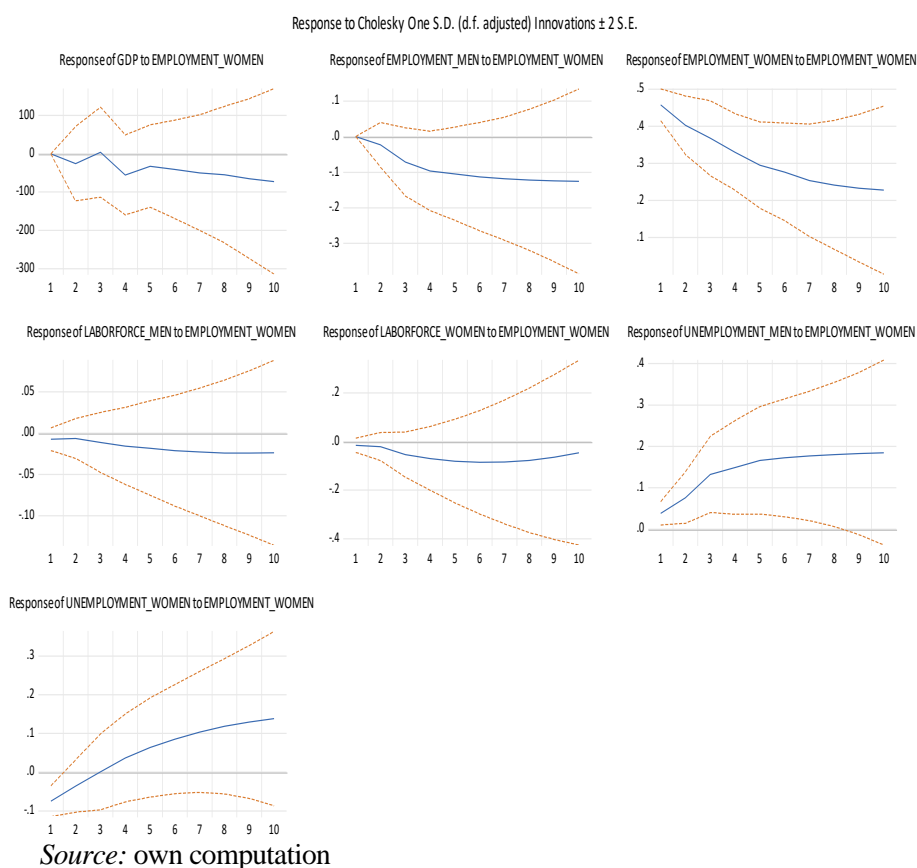 Response to Cholesky One S.D. (d.f. adjusted) Innovations ± 2 S.E.
Response of GDP to EMPLOYMENT_WOMEN
100
0
-100
-200
-300
1 2 3 4 5 6 7 8 9 10
Response of EMPLOYMENT_MEN to EMPLOYMENT_WOMEN
.1
.0
-.1
-.2
-.3
1 2 3 4 5 6 7 8 9 10
Response of EMPLOYMENT_WOMEN to EMPLOYMENT_WOMEN
.5
.4
.3
.2
.1
1 2 3 4 5 6 7 8 9 10
Response of LABORFORCE_MEN to EMPLOYMENT_WOMEN
.05
.00
-.05
-.10
1 2 3 4 5 6 7 8 9 10
Response of LABORFORCE_WOMEN to EMPLOYMENT_WOMEN
.2
.0
-.2
-.4
1 2 3 4 5 6 7 8 9 10
Response of UNEMPLOYMENT_MEN to EMPLOYMENT_WOMEN
.4
.3
.2
.1
.0
1 2 3 4 5 6 7 8 9 10
Response of UNEMPLOYMENT_WOMEN to EMPLOYMENT_WOMEN
.3
.2
.1
.0
-.1
1 2 3 4 5 6 7 8 9 10
Source: own computation